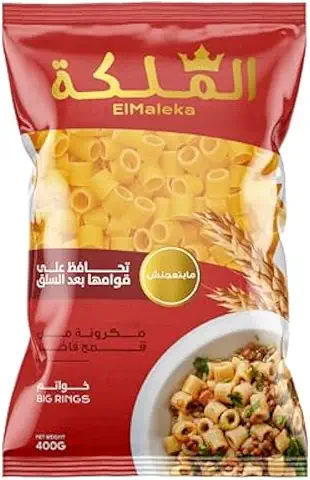 الملكة
ElMaleka
تحافظ على
قوامها بعد السلق
مابتعجنش
مكرونة من
قمح فاخر
خواتم
BIG RINGS
NET WEIGHT
400G